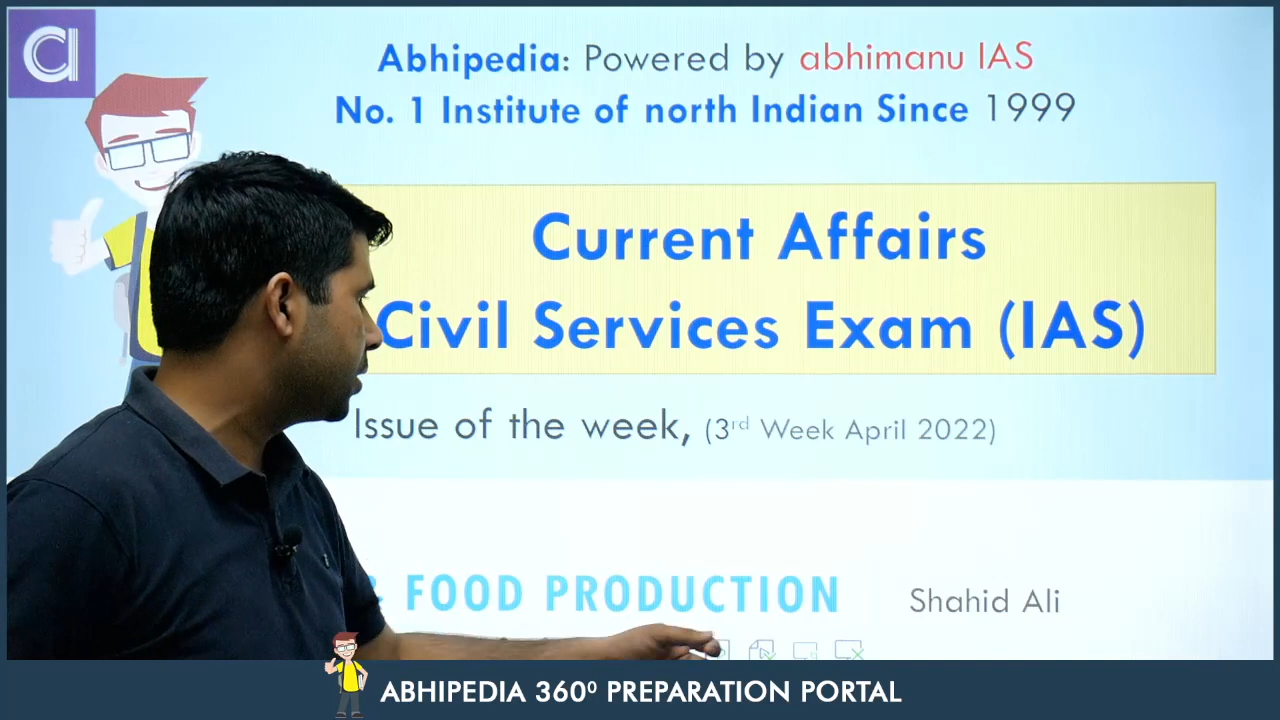 Abhipedia: Powered by abhimanu IAS
No. 1 Institute of north Indian Since 1999
Current Affairs
Civil Services Exam (IAS)
Issue of the week, (3rd Week April 2022)
& FOOD PRODUCTION
Shahid Ali
ABHIPEDIA 360⁰ PREPARATION PORTAL